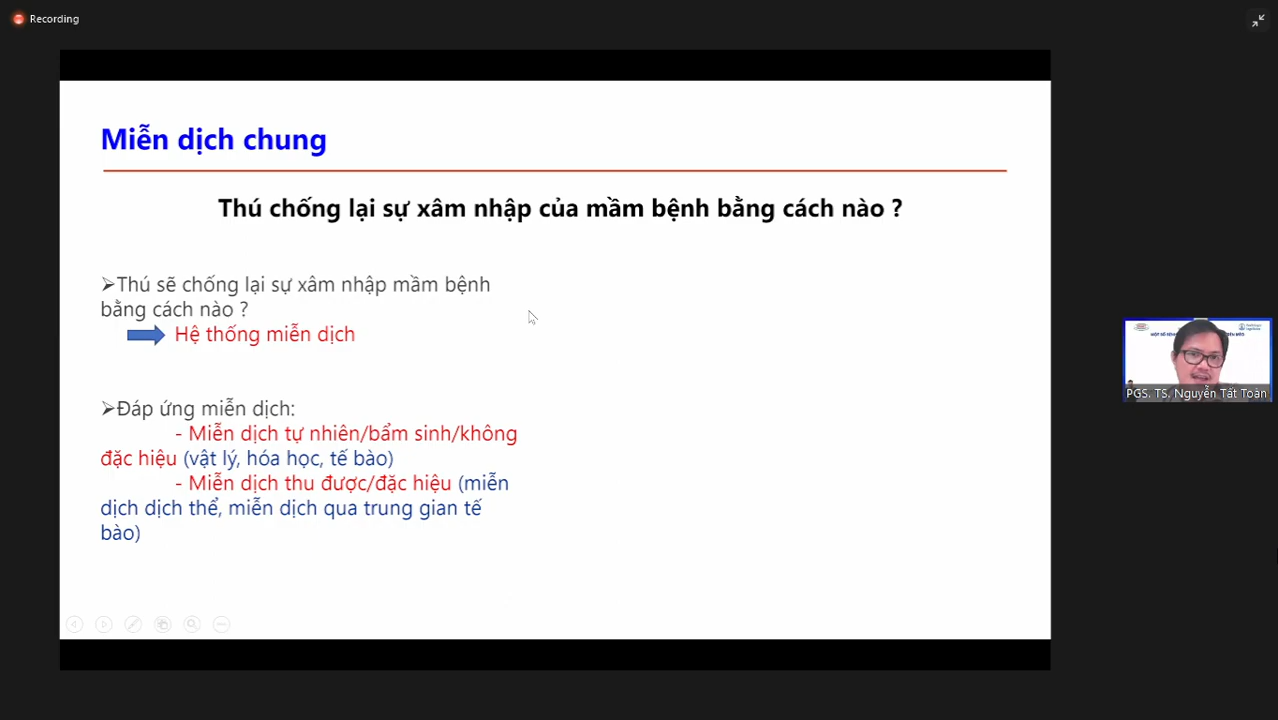 Recording
Miễn dịch chung
Thú chống lại sự xâm nhập của mầm bệnh bằng cách nào ?
➢Thú sẽ chống lại sự xâm nhập mầm bệnh
bằng cách nào ?
Hệ thống miễn dịch
➢Đáp ứng miễn dịch:
- Miễn dịch tự nhiên/bẩm sinh/không
đặc hiệu (vật lý, hóa học, tế bào)
- Miễn dịch thu được/đặc hiệu (miễn
dịch dịch thể, miễn dịch qua trung gian tế
bào)
PGS. TS. Nguyễn Tất Toàn